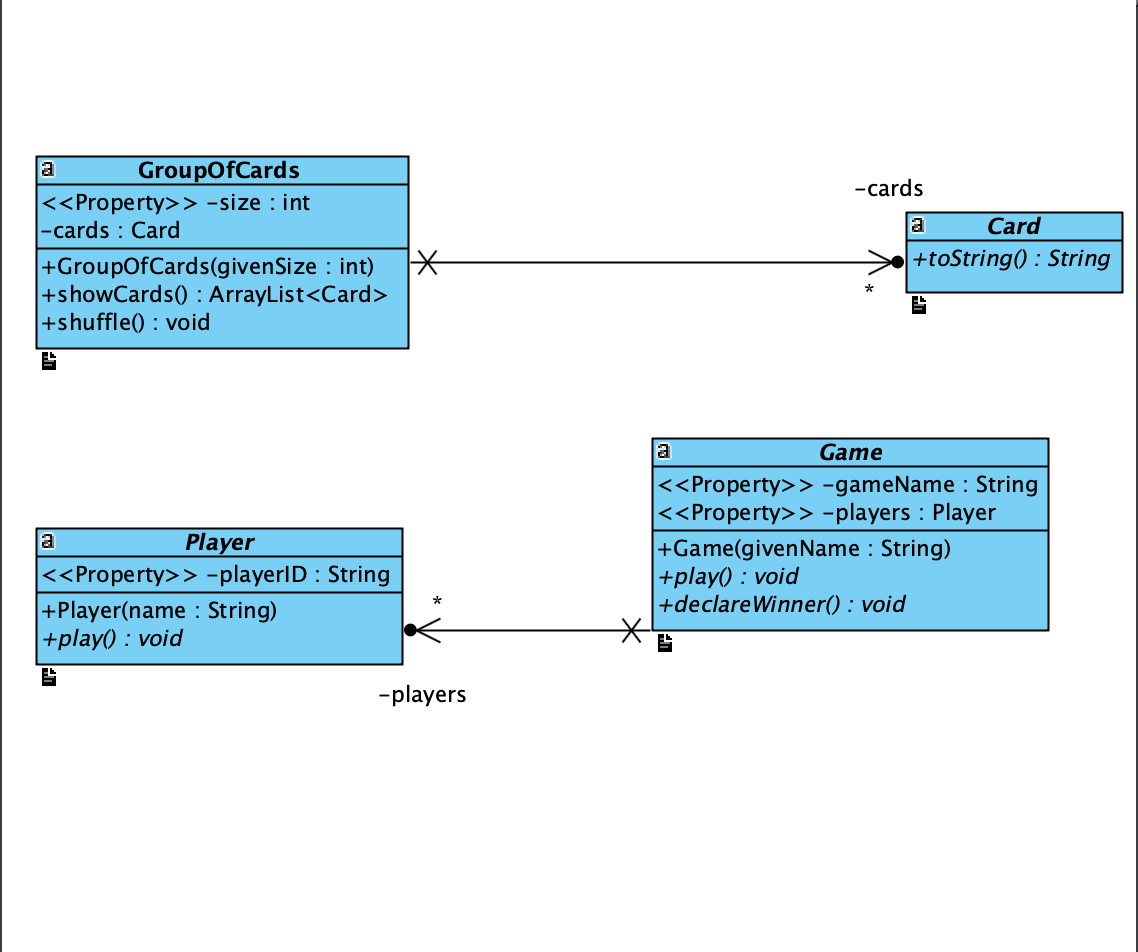 a GroupOfCards
<<Property>> -size : int
-cards : Card
+GroupOfCards(givenSize : int)
+showCards() : ArrayList<Card>
+shuffle() : void
-cards
*
a Card
+toString() : String
a Game
<<Property>> -gameName : String
<<Property>> -players : Player
+Game(givenName : String)
+play() : void
+declareWinner() : void
a Player
<<Property>> -playerID : String
+Player(name : String)
+play() : void
*
-players